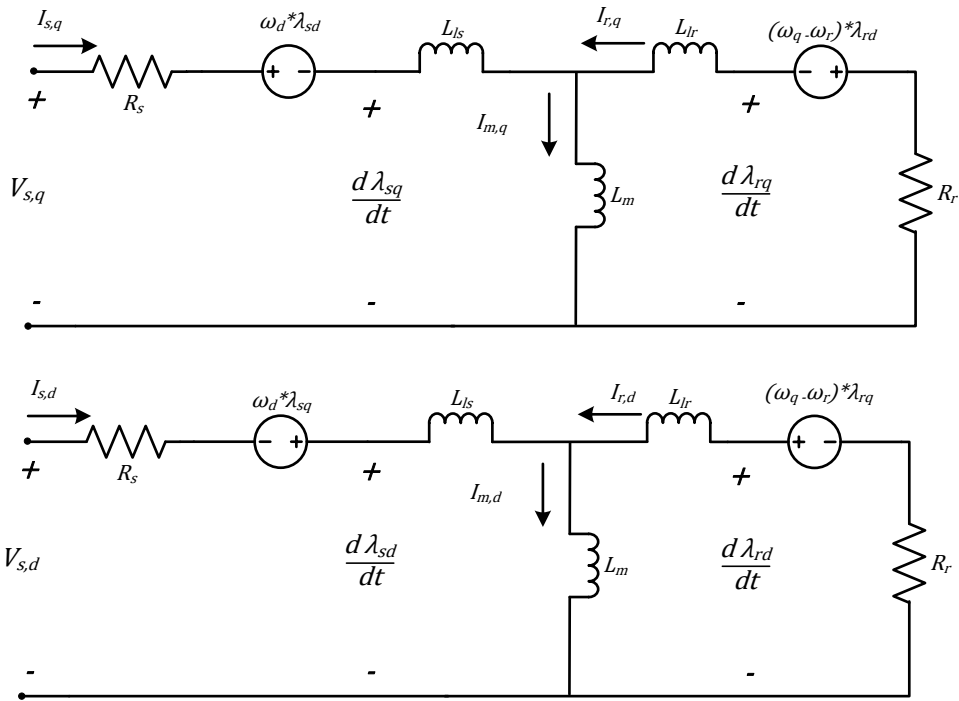 I_{s,q} ω_d*λ_{sd} L_{ls} I_{r,q} L_{lr} (ω_q-ω_r)*λ_{rd}
+ - - +
+ R_s + +
I_{m,q}
V_{s,q} dλ_{sq}/dt L_m dλ_{rq}/dt R_r
- - -
I_{s,d} ω_d*λ_{sq} L_{ls} I_{r,d} L_{lr} (ω_q-ω_r)*λ_{rq}
- + + -
+ R_s + +
I_{m,d}
V_{s,d} dλ_{sd}/dt L_m dλ_{rd}/dt R_r
- - -